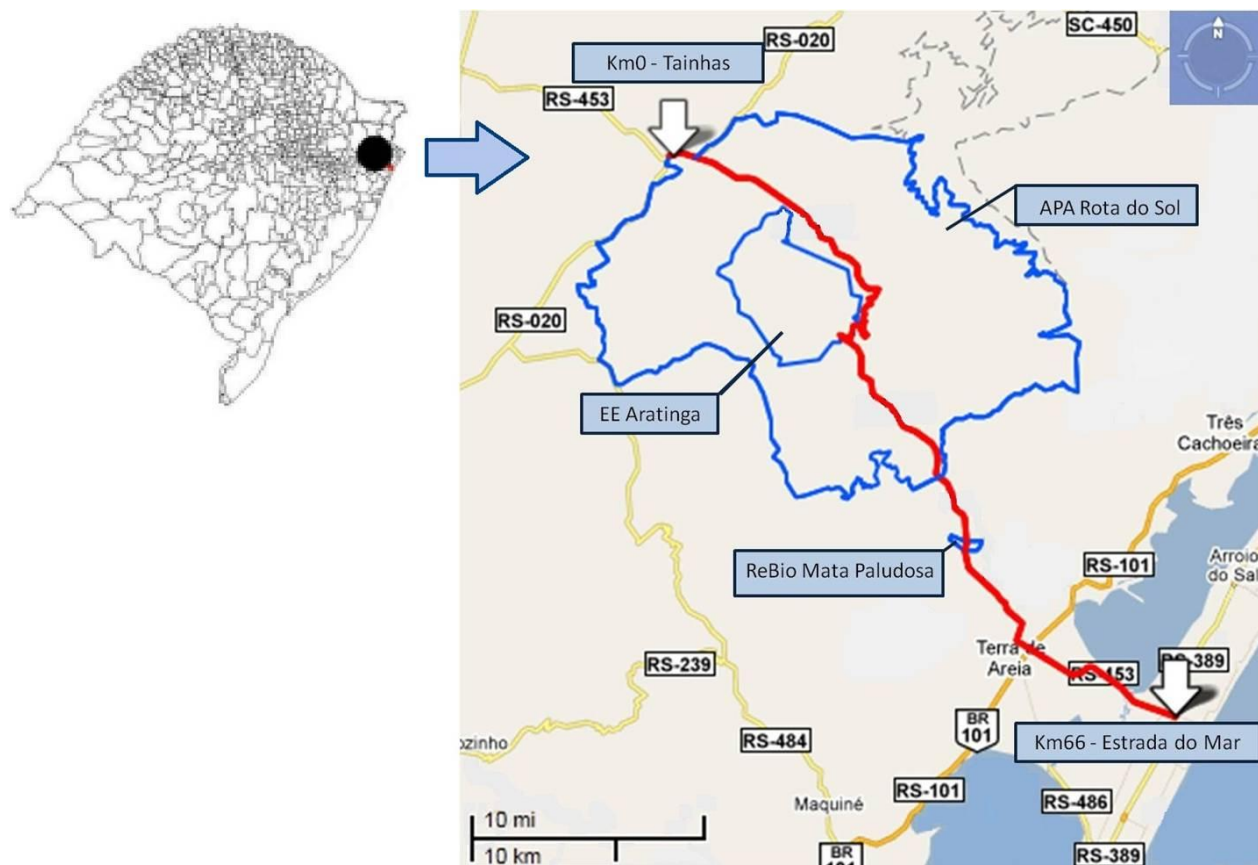 RS-020
SC-450
N
Km0 - Tainhas
RS-453
APA Rota do Sol
RS-020
EE Aratinga
Três
Cachoeira
ReBio Mata Paludosa
RS-101
Arroio
do Sal
Terra de
Areia
RS-239
RS-453
RS-389
BR
101
Km66 - Estrada do Mar
ozinho
RS-484
RS-101
Maquiné
RS-486
10 mi
10 km
BR
RS-389